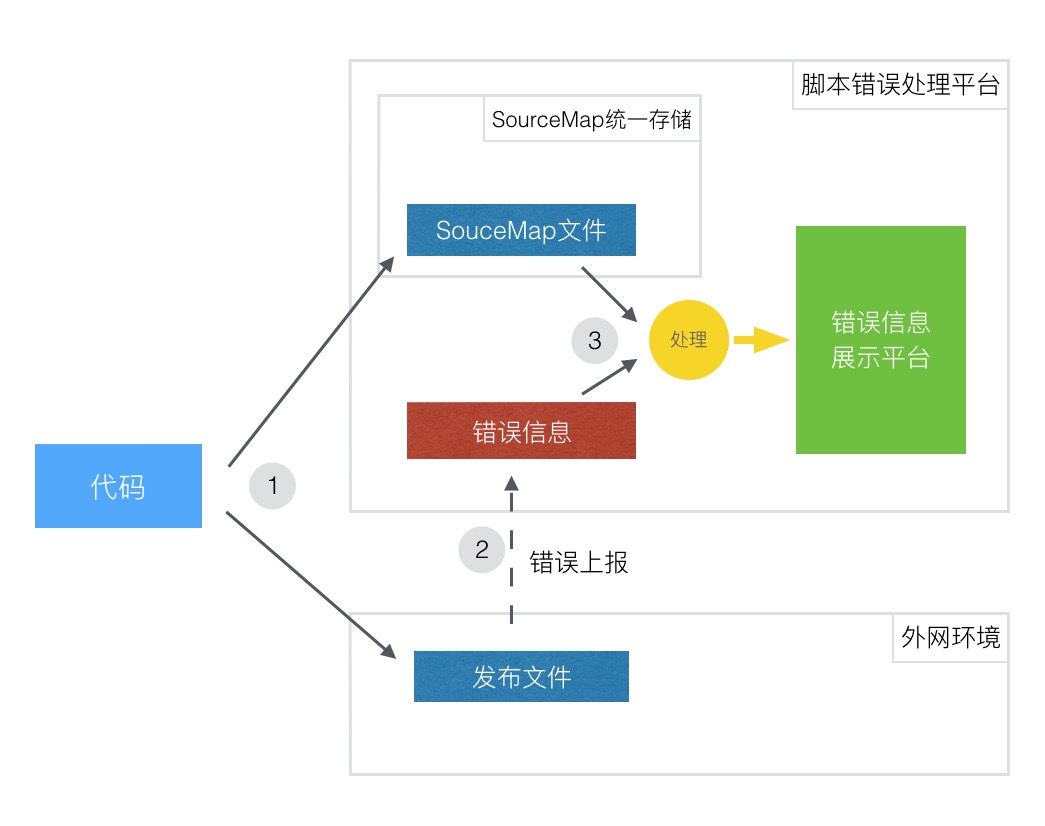 脚本错误处理平台
SourceMap统一存储
SouceMap文件
错误信息
展示平台
处理
3
错误信息
代码
1
2
错误上报
外网环境
发布文件